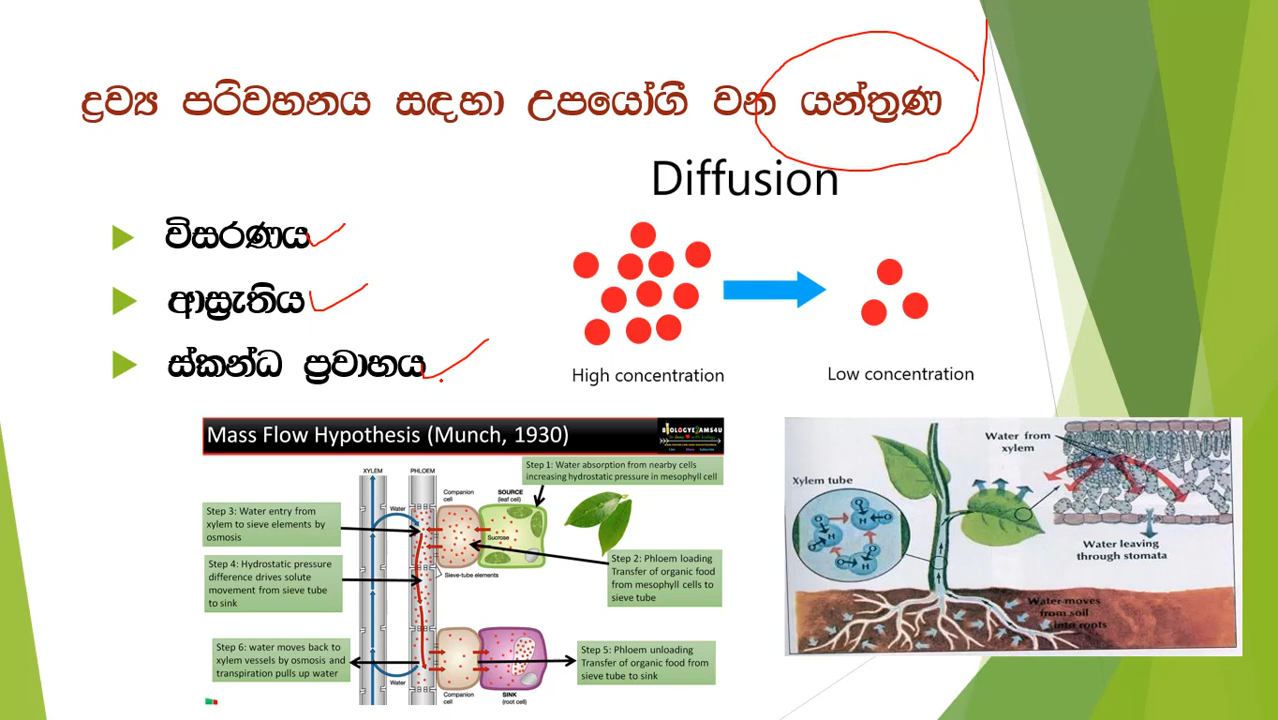 ද්‍රව්‍ය පරිවහනය සඳහා උපයෝගී වන යන්ත්‍රණ
Diffusion
විසරණය
ආස්‍රැතිය
ස්කන්ධ ප්‍රවාහය
High concentration
Low concentration
Mass Flow Hypothesis (Munch, 1930)
XYLEM
PHLOEM
Step 1: Water absorption from nearby cells
increasing hydrostatic pressure in mesophyll cell
Companion
cell
SOURCE
(leaf cell)
Water
Sucrose
Step 3: Water entry from
xylem to sieve elements by
osmosis
Step 4: Hydrostatic pressure
difference drives solute
movement from sieve tube
to sink
Sieve-tube elements
Step 2: Phloem loading
Transfer of organic food
from mesophyll cells to
sieve tube
Step 6: water moves back to
xylem vessels by osmosis and
transpiration pulls up water
Step 5: Phloem unloading
Transfer of organic food from
sieve tube to sink
Water
Companion
cell
SINK
(root cell)
Water from
xylem
Xylem tube
Water leaving
through stomata
Water moves
from soil
into roots